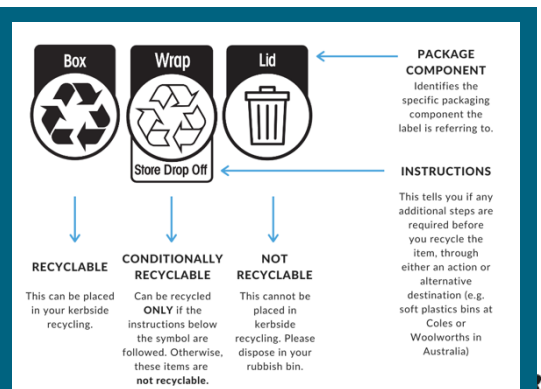 Box
Wrap
Lid
Store Drop Off
PACKAGE
COMPONENT
Identifies the
specific packaging
component the
label is referring to.
INSTRUCTIONS
This tells you if any
additional steps are
required before
you recycle the
item, through
either an action or
alternative
destination (e.g.
soft plastics bins at
Coles or
Woolworths in
Australia)
RECYCLABLE
This can be placed
in your kerbside
recycling.
CONDITIONALLY
RECYCLABLE
Can be recycled
ONLY if the
instructions below
the symbol are
followed. Otherwise,
these items are
not recyclable.
NOT
RECYCLABLE
This cannot be
placed in
kerbside
recycling. Please
dispose in your
rubbish bin.